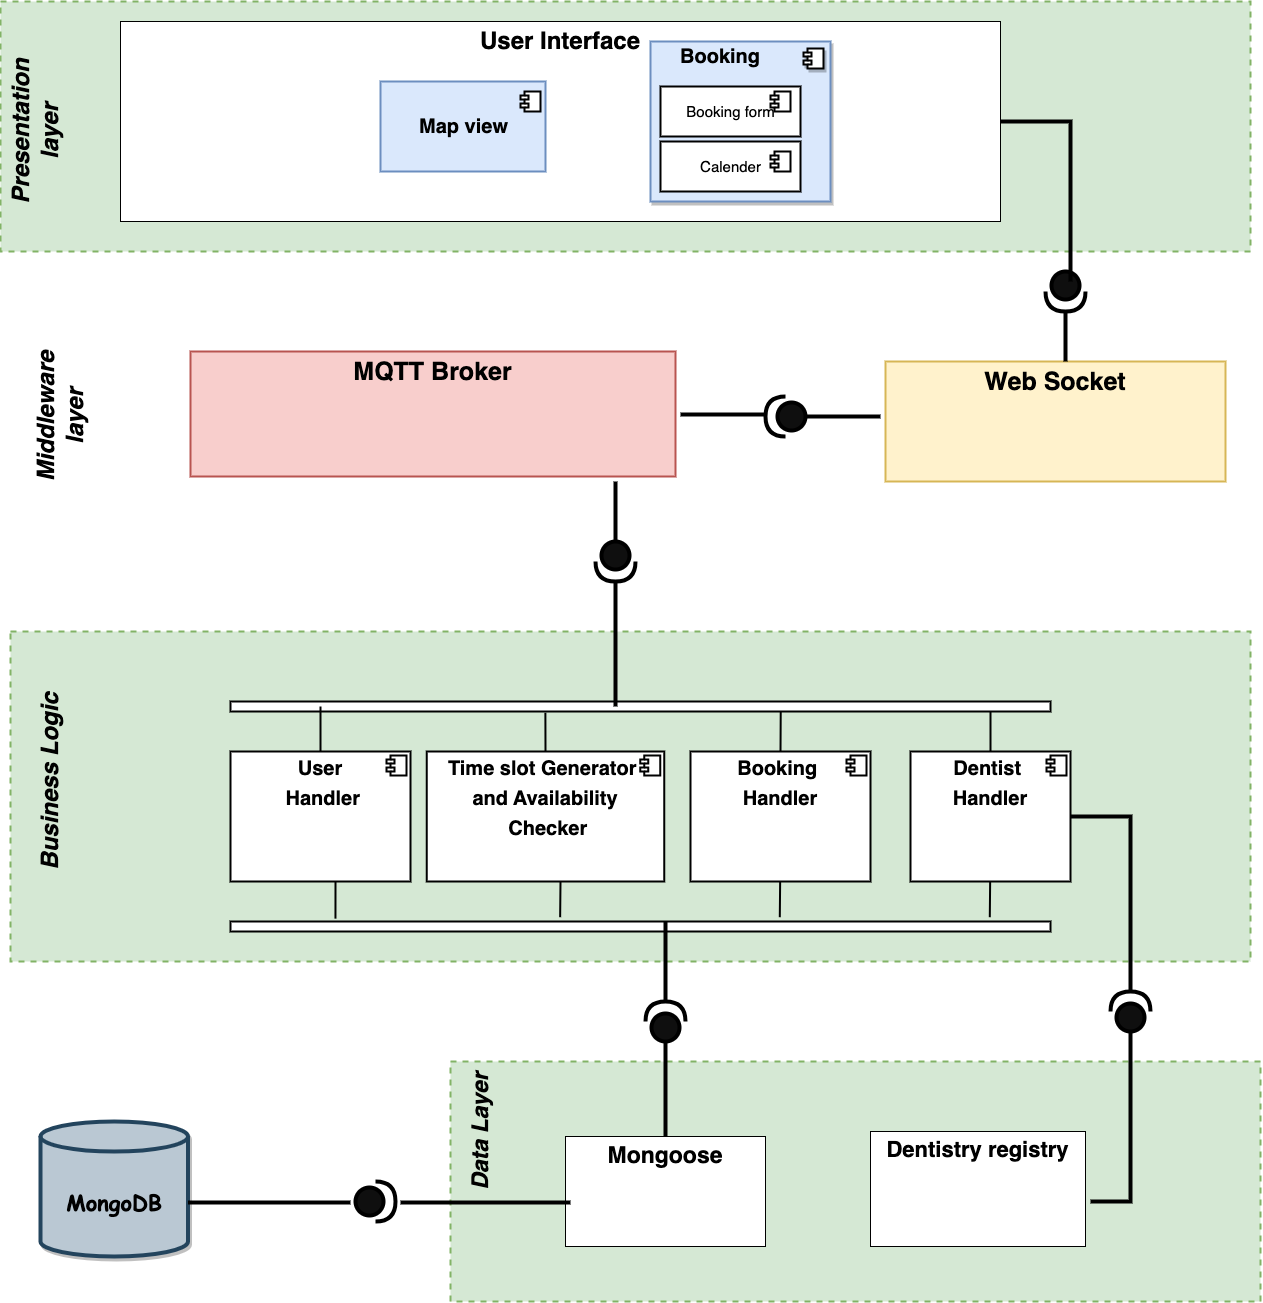 Presentation
layer
User Interface
Map view
Booking
Booking form
Calender
Middleware
layer
MQTT Broker
Web Socket
Business Logic
User
Handler
Time slot Generator
and Availability
Checker
Booking
Handler
Dentist
Handler
Data Layer
MongoDB
Mongoose
Dentistry registry